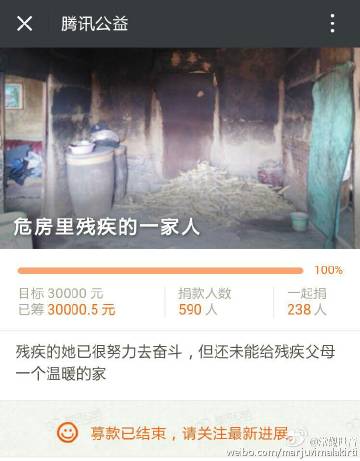 腾讯公益
危房里残疾的一家人
100%
目标 30000 元
已筹 30000.5 元
捐款人数
590 人
一起捐
238 人
残疾的她已很努力去奋斗，但还未能给残疾父母
一个温暖的家
募款已结束，请关注最新进展
weibo.com/marjuvimalakirti